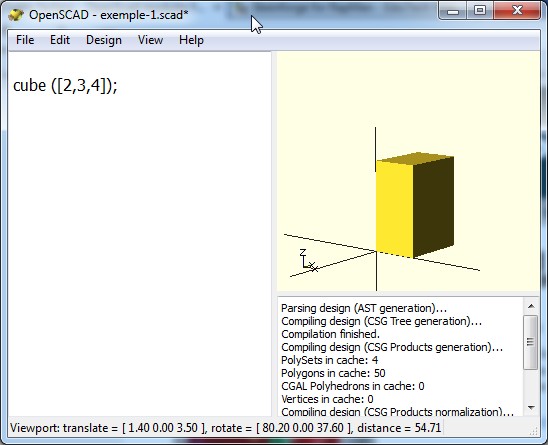 OpenSCAD - exemple-1.scad*
File Edit Design View Help
cube ([2,3,4]);
Z
Parsing design (AST generation)...
Compiling design (CSG Tree generation)...
Compilation finished.
Compiling design (CSG Products generation)...
PolySets in cache: 4
Polygons in cache: 50
CGAL Polyhedrons in cache: 0
Vertices in cache: 0
Compiling design (CSG Products normalization)...
Viewport: translate = [ 1.40 0.00 3.50 ], rotate = [ 80.20 0.00 37.60 ], distance = 54.71